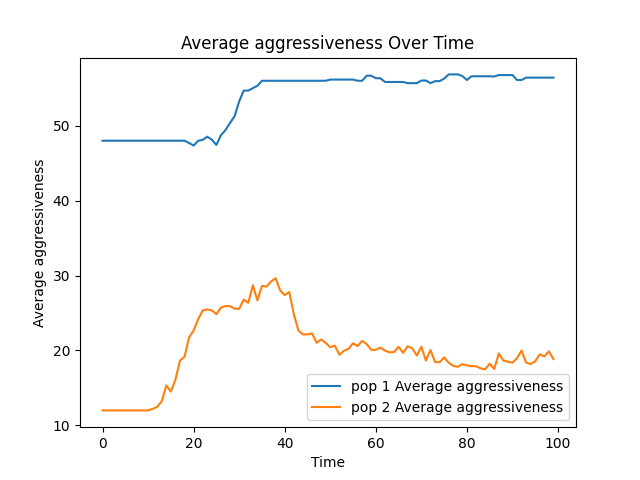 Average aggressiveness Over Time
Average aggressiveness
50
40
30
20
10
0
20
40
60
80
100
Time
pop 1 Average aggressiveness
pop 2 Average aggressiveness